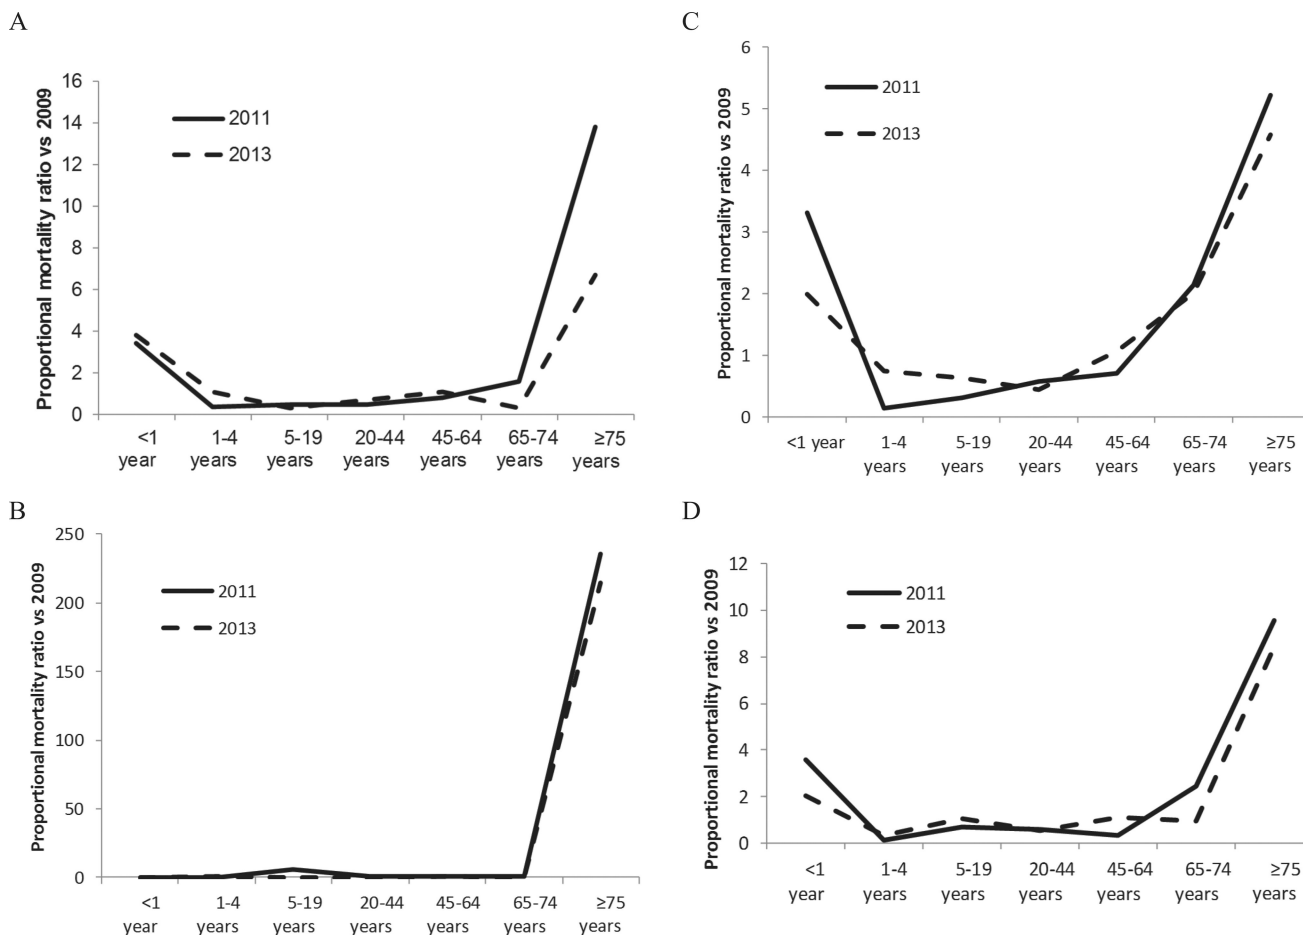 A
Proportional mortality ratio vs 2009
16
14
12
10
8
6
4
2
0
2011
2013
<1 year
1-4 years
5-19 years
20-44 years
45-64 years
65-74 years
≥75 years
C
Proportional mortality ratio vs 2009
6
5
4
3
2
1
0
2011
2013
<1 year
1-4 years
5-19 years
20-44 years
45-64 years
65-74 years
≥75 years
B
Proportional mortality ratio vs 2009
250
200
150
100
50
0
2011
2013
<1 year
1-4 years
5-19 years
20-44 years
45-64 years
65-74 years
≥75 years
D
Proportional mortality ratio vs 2009
12
10
8
6
4
2
0
2011
2013
<1 year
1-4 years
5-19 years
20-44 years
45-64 years
65-74 years
≥75 years